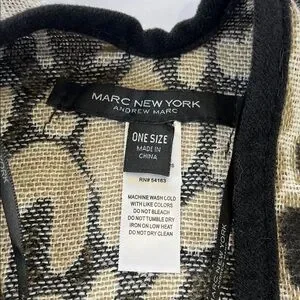 MARC NEW YORK
ANDREW MARC
ONE SIZE
MADE IN
CHINA
RN# 54163
MACHINE WASH COLD
WITH LIKE COLORS
DO NOT BLEACH
DO NOT TUMBLE DRY
IRON ON LOW HEAT
DO NOT DRY CLEAN